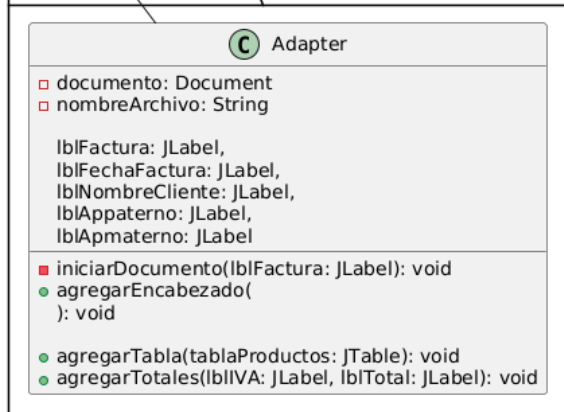 C Adapter
documento: Document
nombreArchivo: String
lblFactura: JLabel,
lblFechaFactura: JLabel,
lblNombreCliente: JLabel,
lblAppaterno: JLabel,
lblApmaterno: JLabel
iniciarDocumento(lblFactura: JLabel): void
agregarEncabezado(
): void
agregarTabla(tablaProductos: JTable): void
agregarTotales(lblIVA: JLabel, lblTotal: JLabel): void